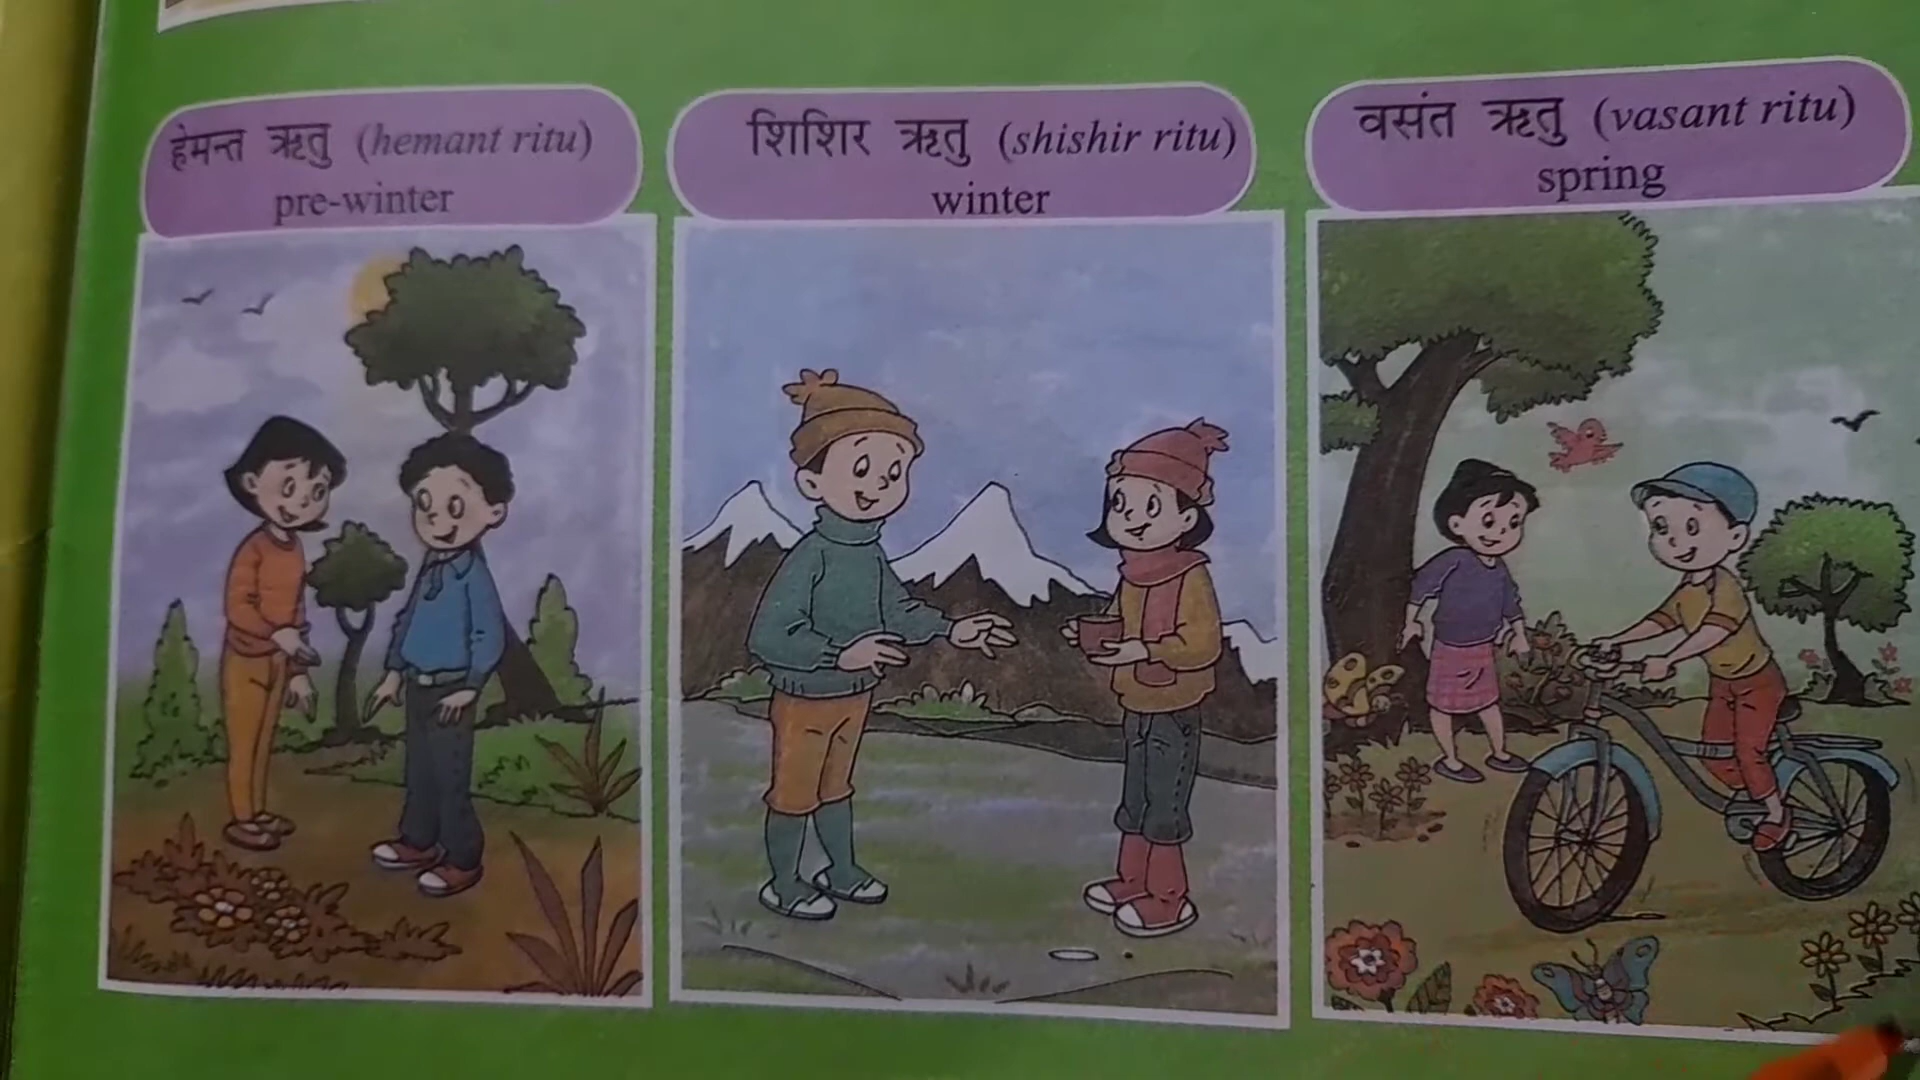 हेमन्त ऋतु (hemant ritu)
pre-winter
शिशिर ऋतु (shishir ritu)
winter
वसंत ऋतु (vasant ritu)
spring